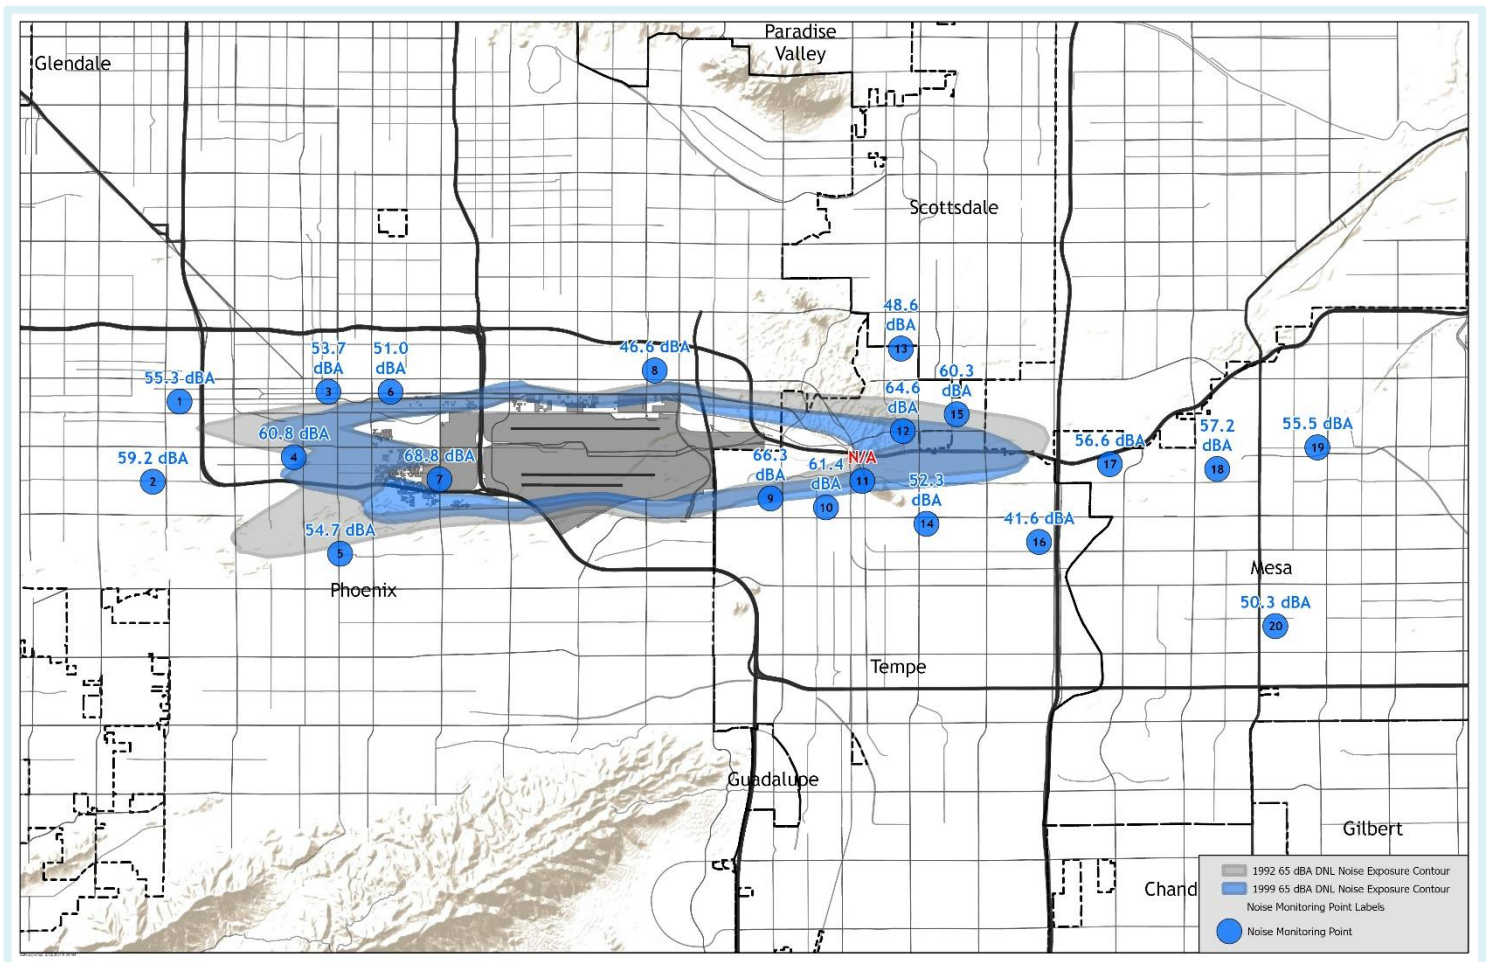 Paradise
Valley
Glendale
Scottsdale
48.6
dBA
13
53.7
dBA
51.0
dBA
46.6 dBA
8
55.3 dBA
1
3
6
60.3
dBA
15
64.6
dBA
12
60.8 dBA
4
59.2 dBA
2
68.8 dBA
7
66.3
dBA
9
61.4
dBA
10
N/A
11
52.3
dBA
14
56.6 dBA
17
57.2
dBA
18
55.5 dBA
19
54.7 dBA
5
41.6 dBA
16
Phoenix
Mesa
50.3 dBA
20
Tempe
Guadalupe
Gilbert
Chand
1992 65 dBA DNL Noise Exposure Contour
1999 65 dBA DNL Noise Exposure Contour
Noise Monitoring Point Labels
Noise Monitoring Point